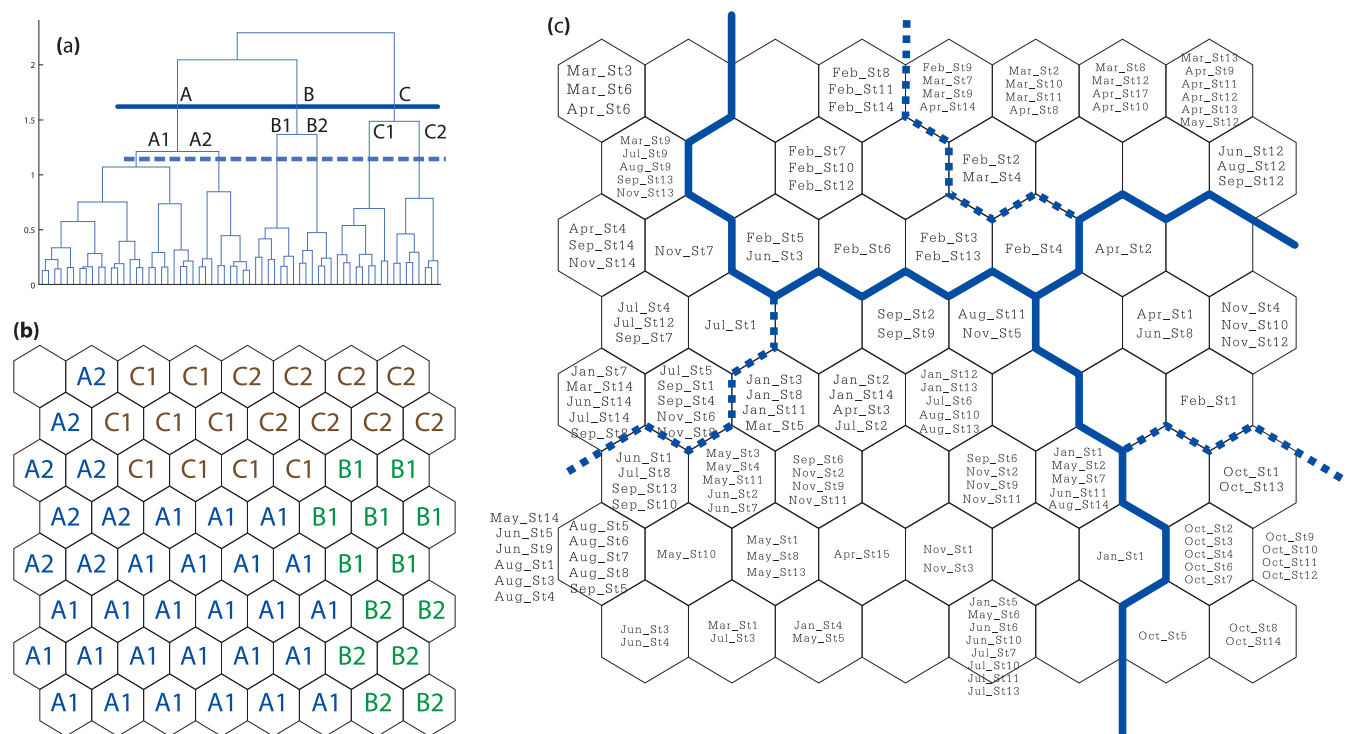 (a)
2
1.5
1
0.5
0
A
B
C
A1
A2
B1
B2
C1
C2
(b)
A2 C1 C1 C2 C2 C2 C2
A2 C1 C1 C1 C2 C2 C2 C2
A2 A2 C1 C1 C1 C1 B1 B1
A2 A2 A1 A1 A1 B1 B1 B1
A2 A2 A1 A1 A1 A1 B1 B1
A1 A1 A1 A1 A1 A1 B2 B2
A1 A1 A1 A1 A1 A1 B2 B2
A1 A1 A1 A1 A1 A1 B2 B2
(c)
Mar_St3
Mar_St6
Apr_St6
Feb_St8
Feb_St11
Feb_St14
Feb_St9
Mar_St7
Mar_St9
Apr_St14
Mar_St2
Mar_St10
Mar_St11
Apr_St8
Mar_St8
Mar_St12
Apr_St17
Apr_St10
Mar_St13
Apr_St9
Apr_St11
Apr_St12
Apr_St13
May_St12
Mar_St9
Jul_St9
Aug_St9
Sep_St13
Nov_St13
Feb_St7
Feb_St10
Feb_St12
Feb_St2
Mar_St4
Jun_St12
Aug_St12
Sep_St12
Apr_St4
Sep_St14
Nov_St14
Nov_St7
Feb_St5
Jun_St3
Feb_St6
Feb_St3
Feb_St13
Feb_St4
Apr_St2
Jul_St4
Jul_St12
Sep_St7
Jul_St1
Sep_St2
Sep_St9
Aug_St11
Nov_St5
Apr_St1
Jun_St8
Nov_St4
Nov_St10
Nov_St12
Jan_St7
Mar_St14
Jun_St14
Jul_St14
Sep_St8
Jul_St5
Sep_St1
Sep_St4
Nov_St6
Nov_St8
Jan_St3
Jan_St8
Jan_St11
Mar_St5
Jan_St2
Jan_St14
Apr_St3
Jul_St2
Jan_St12
Jan_St13
Jul_St6
Aug_St10
Aug_St13
Feb_St1
Jun_St1
Jul_St8
Sep_St13
Sep_St10
May_St3
May_St4
May_St11
Jun_St2
Jun_St7
Sep_St6
Nov_St2
Nov_St9
Nov_St11
Sep_St6
Nov_St2
Nov_St9
Nov_St11
Jan_St1
May_St2
May_St7
Jun_St11
Aug_St14
Oct_St1
Oct_St13
May_St14
Jun_St5
Jun_St9
Aug_St1
Aug_St3
Aug_St4
Aug_St5
Aug_St6
Aug_St7
Aug_St8
Sep_St5
May_St10
May_St1
May_St8
May_St13
Apr_St15
Nov_St1
Nov_St3
Jan_St1
Oct_St2
Oct_St3
Oct_St4
Oct_St6
Oct_St7
Oct_St9
Oct_St10
Oct_St11
Oct_St12
Jun_St3
Jun_St4
Mar_St1
Jul_St3
Jan_St4
May_St5
Jan_St5
May_St6
Jun_St6
Jun_St10
Jul_St7
Jul_St10
Jul_St11
Jul_St13
Oct_St5
Oct_St8
Oct_St14